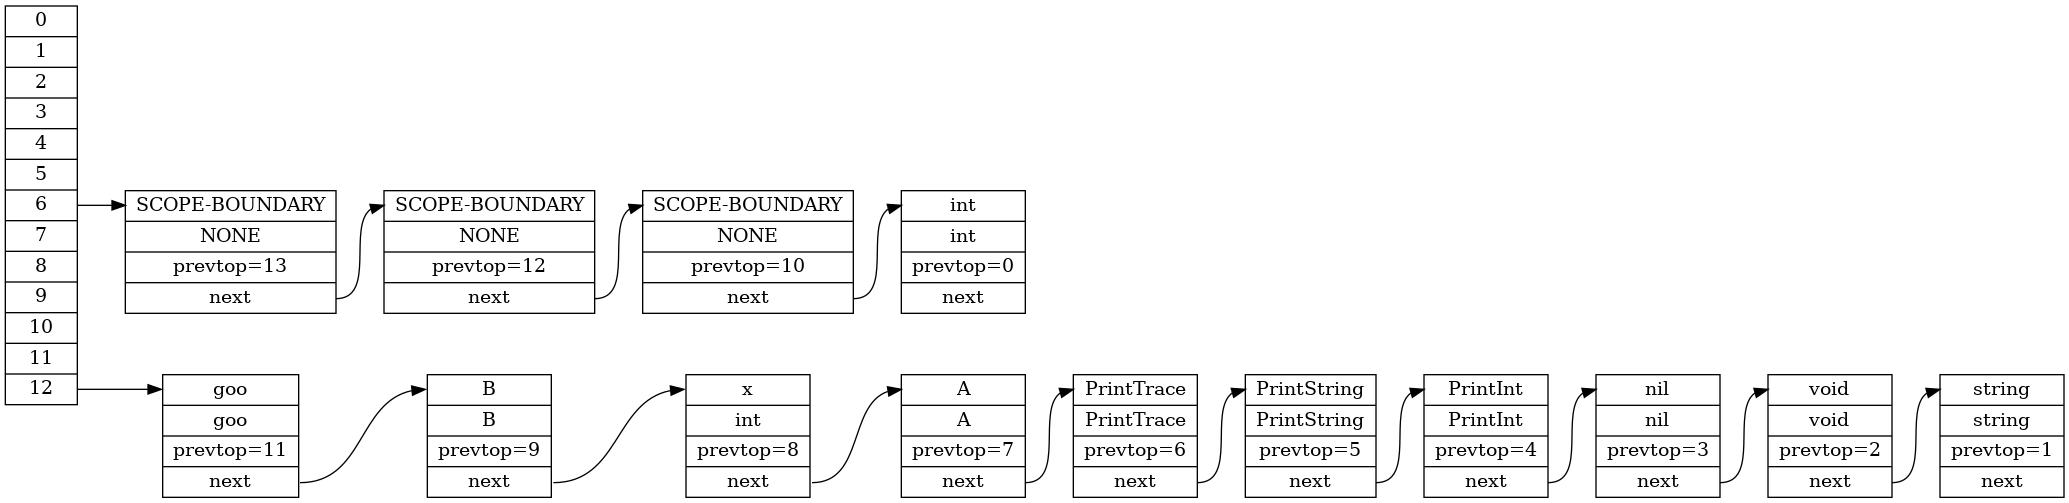 0
1
2
3
4
5
6
7
8
9
10
11
12
SCOPE-BOUNDARY
NONE
prevtop=13
next
SCOPE-BOUNDARY
NONE
prevtop=12
next
SCOPE-BOUNDARY
NONE
prevtop=10
next
int
int
prevtop=0
next
goo
goo
prevtop=11
next
B
B
prevtop=9
next
x
int
prevtop=8
next
A
A
prevtop=7
next
PrintTrace
PrintTrace
prevtop=6
next
PrintString
PrintString
prevtop=5
next
PrintInt
PrintInt
prevtop=4
next
nil
nil
prevtop=3
next
void
void
prevtop=2
next
string
string
prevtop=1
next